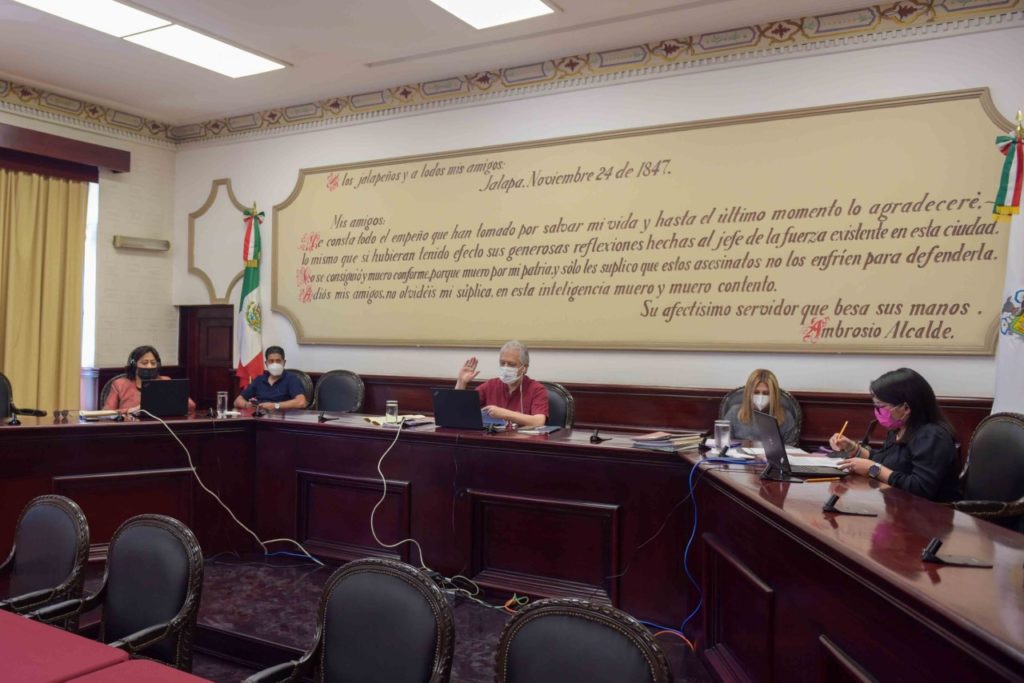 A los jalapeños y a todos mis amigos:
Jalapa, Noviembre 24 de 1847.
Mis amigos:
Me consta todo el empeño que han tomado por salvar mi vida y hasta el último momento lo agradeceré.-
lo mismo que si hubieran tenido efecto sus generosas reflexiones hechas al jefe de la fuerza existente en esta ciudad.
No se consiguió y muero conforme, porque muero por mi patria, y sólo les suplico que estos asesinatos no los enfríen para defenderla.
Adiós mis amigos, no olvidéis mi súplica, en esta inteligencia muero y muero contento.
Su afectísimo servidor que besa sus manos.
Ambrosio Alcalde.